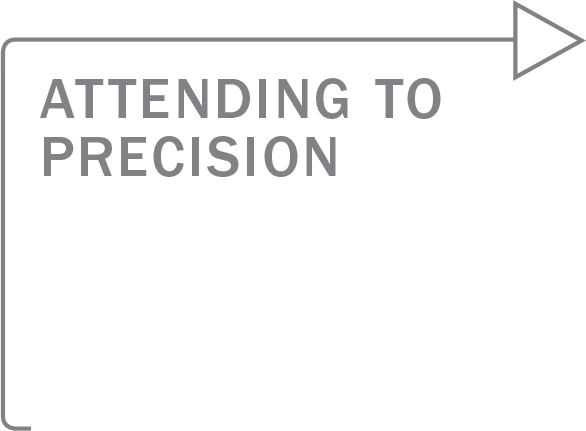 ATTENDING TO
PRECISION